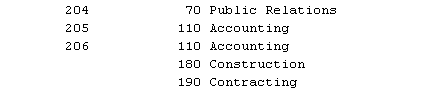 204 70 Public Relations
205 110 Accounting
206 110 Accounting
180 Construction
190 Contracting